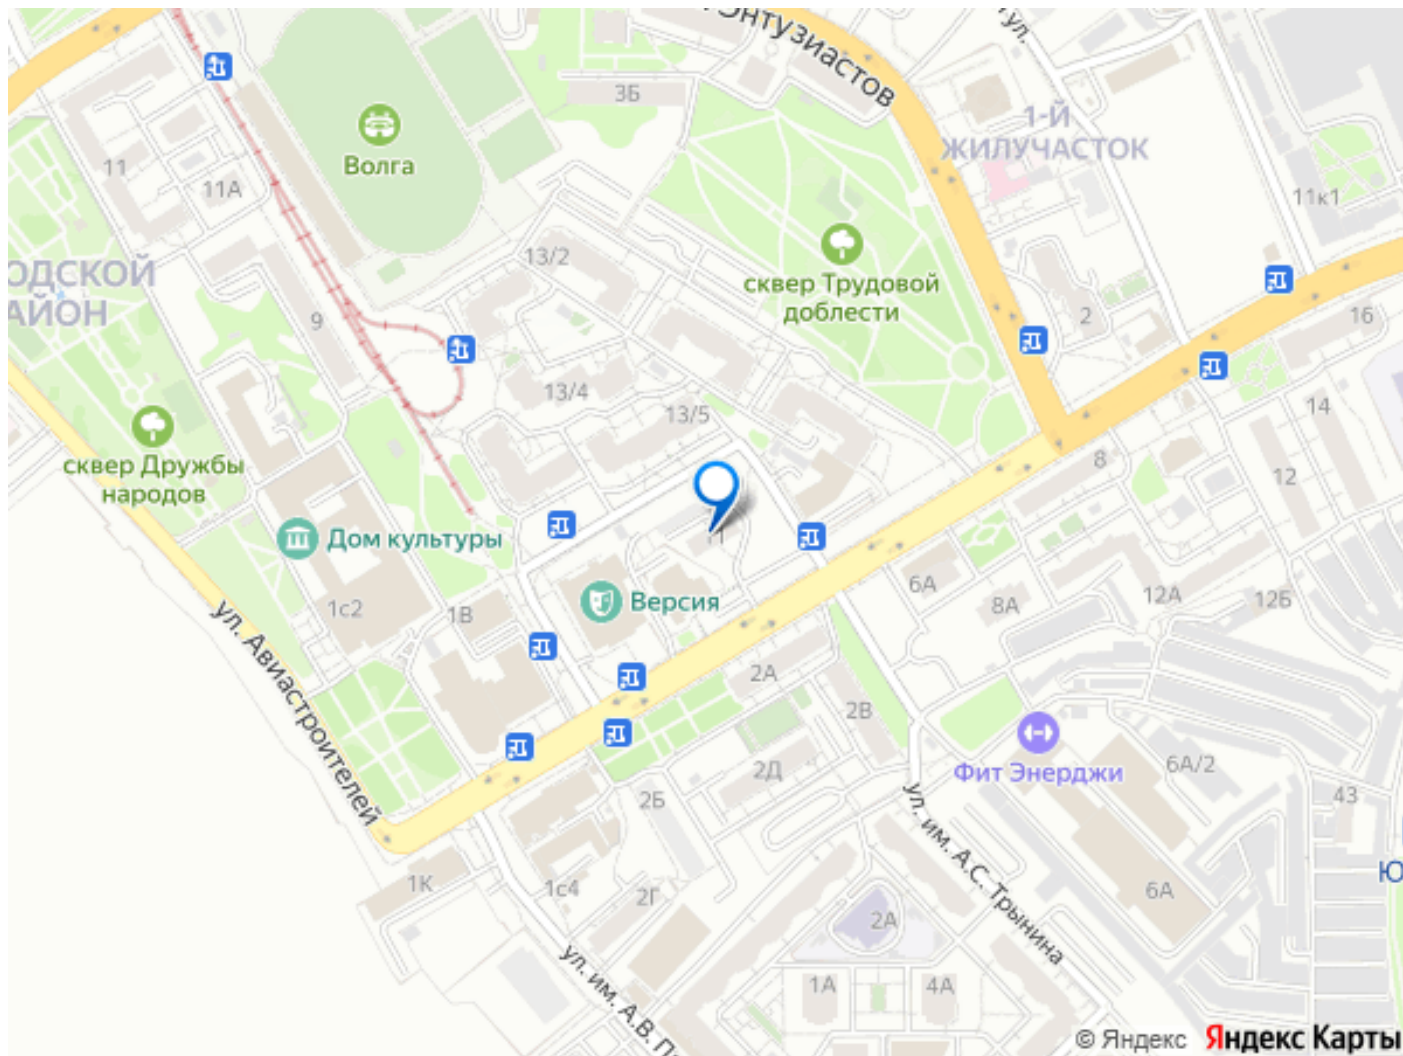 Энтузиастов
ул.
3Б
1-Й
ЖИЛУЧАСТОК
Волга
11
11А
11к1
13/2
ОДСКОЙ
АЙОН
сквер Трудовой
доблести
9
2
16
13/4
13/5
14
8
12
сквер Дружбы
народов
Дом культуры
11
6А
8А
12А
12Б
1с2
1В
Версия
ул. Авиастроителей
2А
2В
2Д
Фит Энерджи
6А/2
43
2Б
1К
1с4
2Г
2А
6А
Ю
ул. им. А.С. Трынина
1А
4А
ул. им. А.В. По
© Яндекс Яндекс Карты